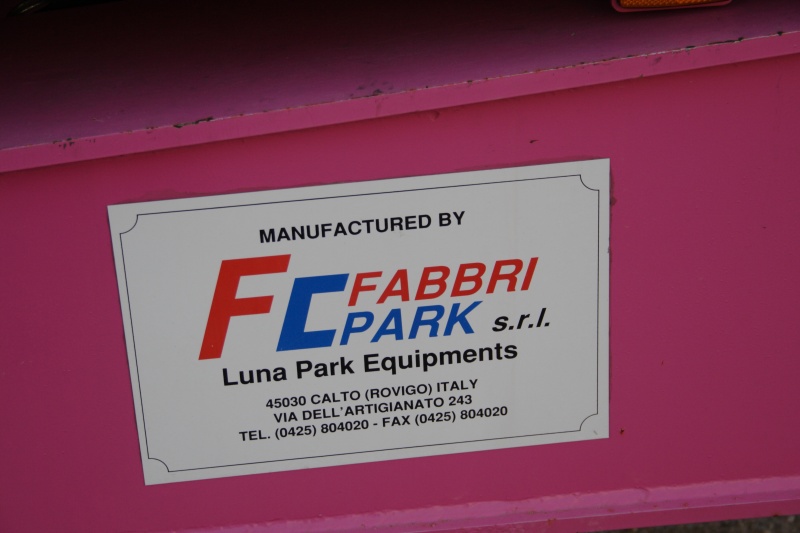 MANUFACTURED BY
FC FABBRI
PARK s.r.l.
Luna Park Equipments
45030 CALTO (ROVIGO) ITALY
VIA DELL'ARTIGIANATO 243
TEL. (0425) 804020 - FAX (0425) 804020